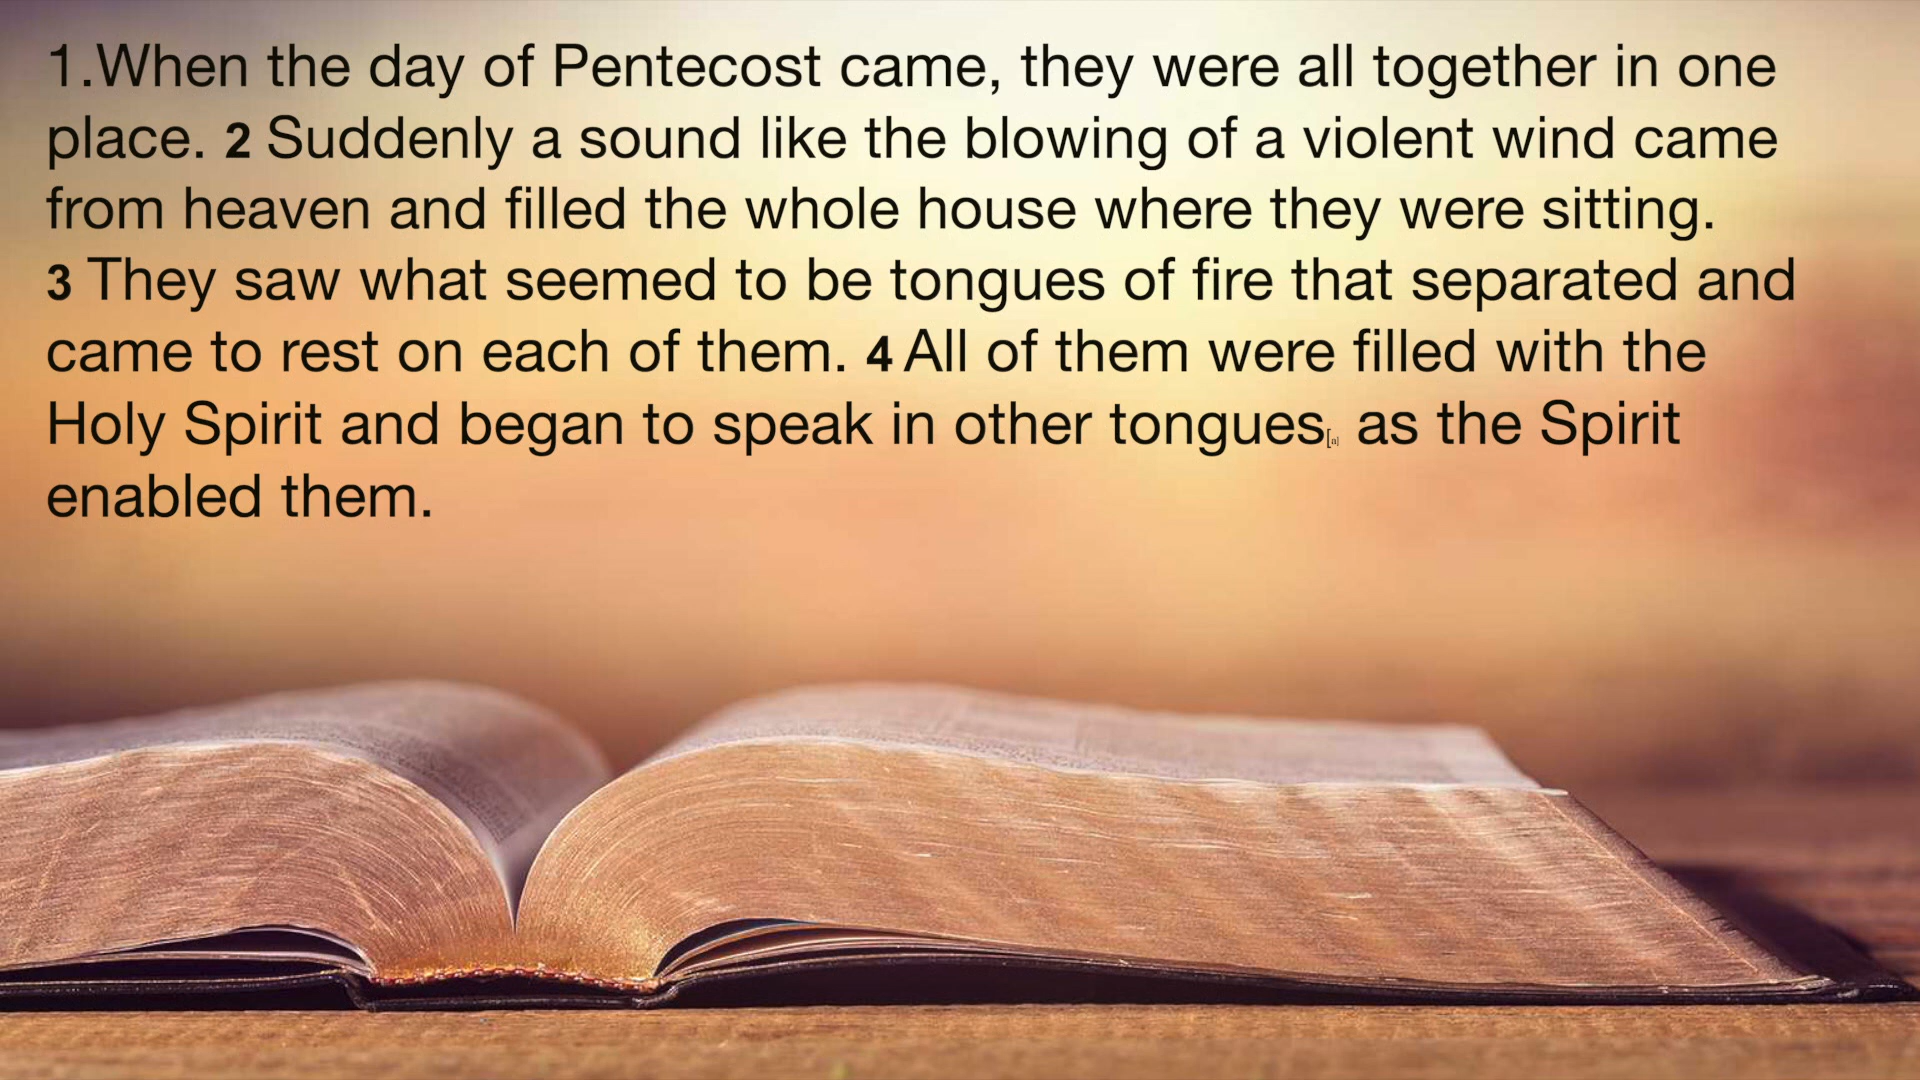 1.When the day of Pentecost came, they were all together in one
place. 2 Suddenly a sound like the blowing of a violent wind came
from heaven and filled the whole house where they were sitting.
3 They saw what seemed to be tongues of fire that separated and
came to rest on each of them. 4 All of them were filled with the
Holy Spirit and began to speak in other tongues[a] as the Spirit
enabled them.